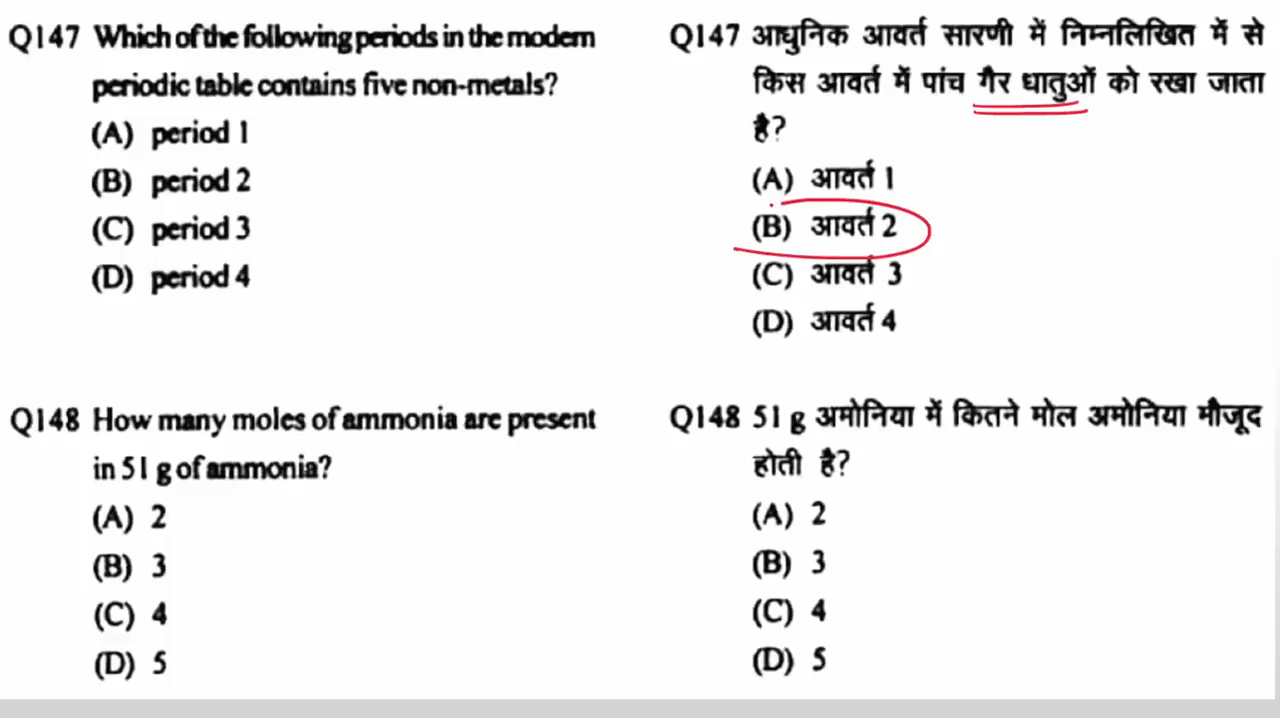 Q147 Which of the following periods in the modern
periodic table contains five non-metals?
(A) period 1
(B) period 2
(C) period 3
(D) period 4
Q148 How many moles of ammonia are present
in 51 g of ammonia?
(A) 2
(B) 3
(C) 4
(D) 5
Q147 आधुनिक आवर्त सारणी में निम्नलिखित में से
किस आवर्त में पांच गैर धातुओं को रखा जाता
है?
(A) आवर्त 1
(B) आवर्त 2
(C) आवर्त 3
(D) आवर्त 4
Q148 51 g अमोनिया में कितने मोल अमोनिया मौजूद
होती है?
(A) 2
(B) 3
(C) 4
(D) 5